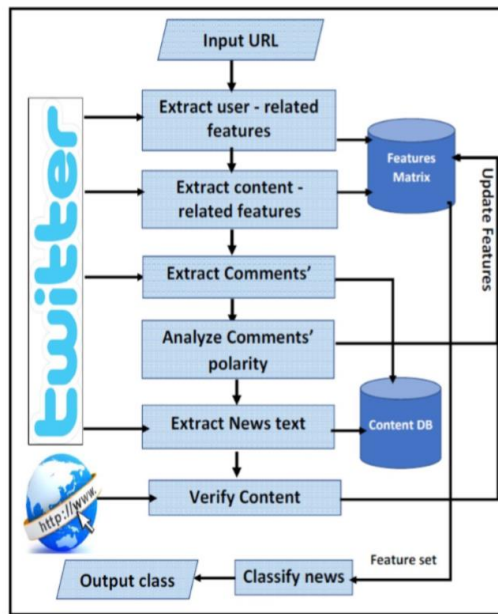 Input URL
Extract user - related
features
Features
Matrix
Extract content -
related features
Update Features
twitter
Extract Comments’
Analyze Comments’
polarity
Extract News text
Content DB
http://www.
Verify Content
Feature set
Output class
Classify news